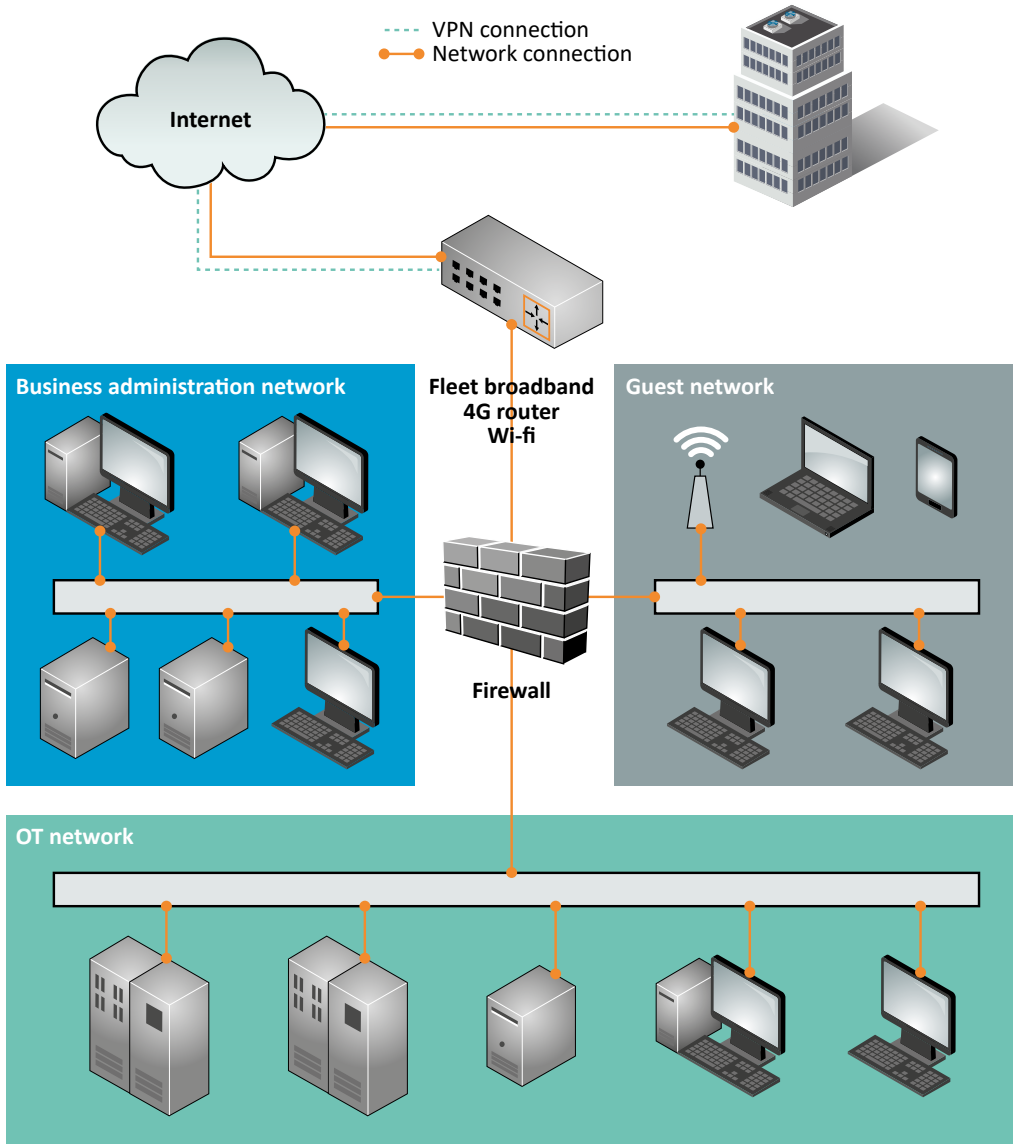 VPN connection
Network connection
Internet
Fleet broadband
4G router
Wi-fi
Business administration network
Guest network
Firewall
OT network